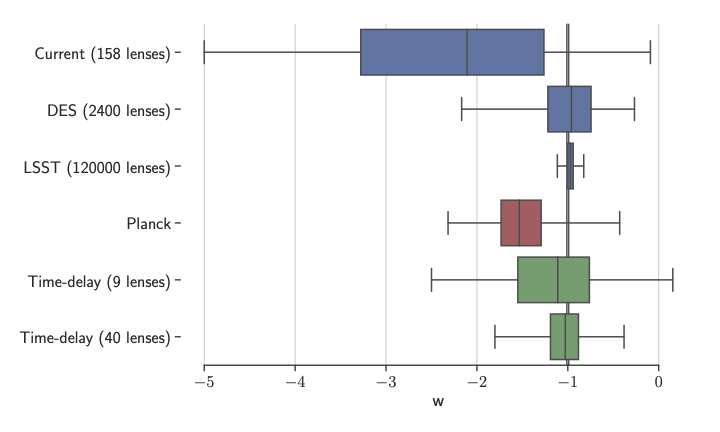 Current (158 lenses)
DES (2400 lenses)
LSST (120000 lenses)
Planck
Time-delay (9 lenses)
Time-delay (40 lenses)
−5 −4 −3 −2 −1 0
w